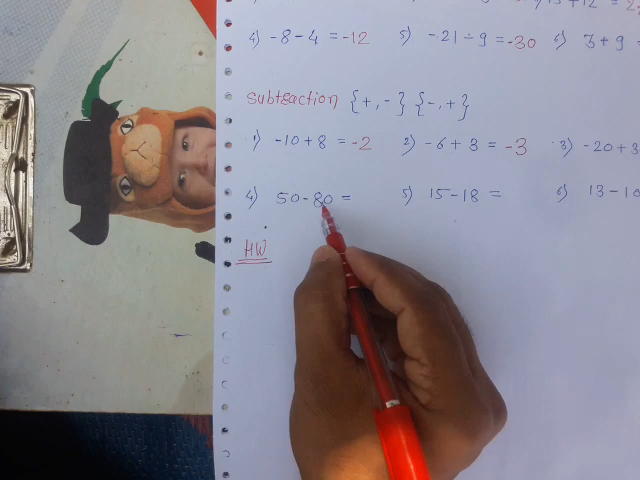 4) -8-4 = -12 5) -21÷9 = -30 6) 3+9
Subtraction {+,-} {-,+}
1) -10+8 = -2 2) -6+3 = -3 3) -20+3
4) 50-80 = 5) 15-18 = 6) 13-10
HW